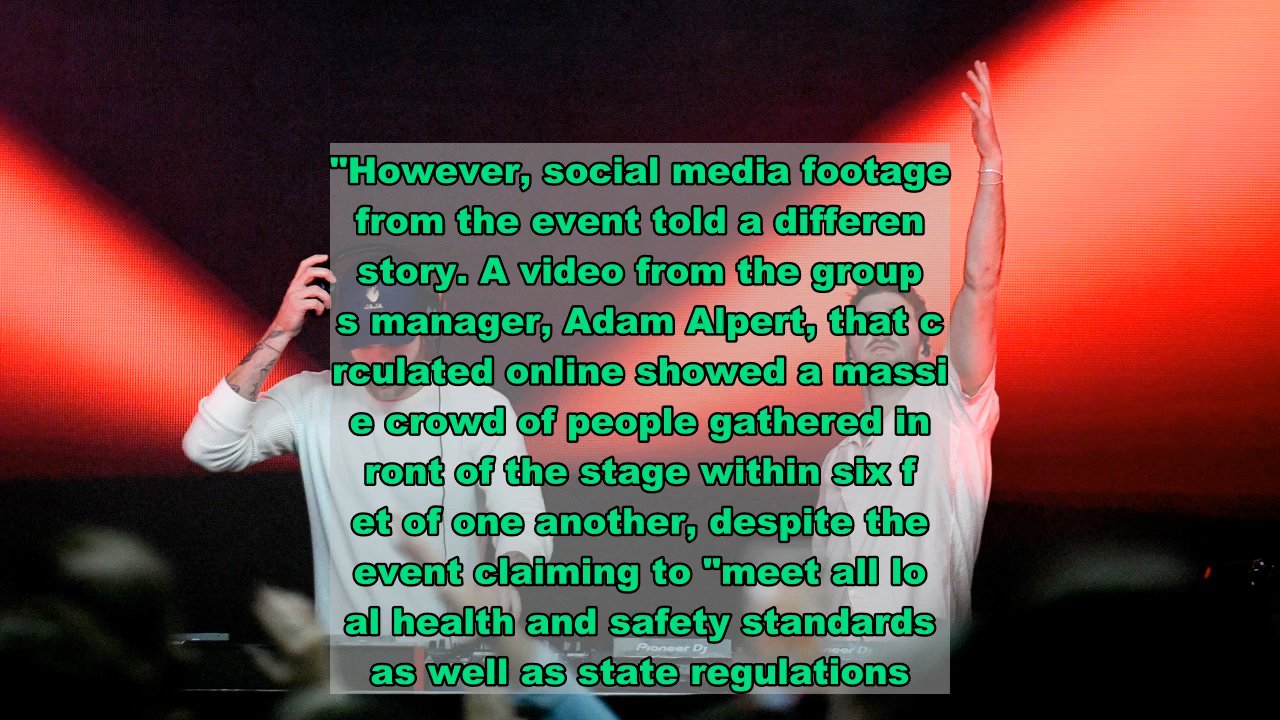 "However, social media footage
from the event told a differen
story. A video from the group
s manager, Adam Alpert, that c
rculated online showed a massi
e crowd of people gathered in
ront of the stage within six f
et of one another, despite the
event claiming to "meet all lo
al health and safety standards
as well as state regulations
Pioneer Dj